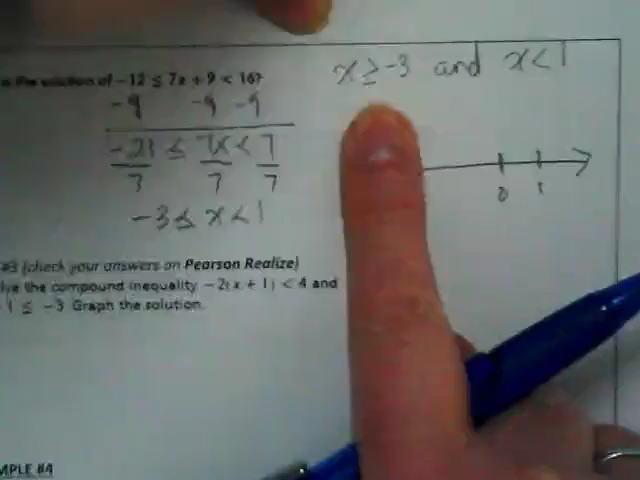 the solution of -12 ≤ 7x + 9 < 16?
-9 -9 -9
-21 ≤ 7x < 7
7 7 7
-3 ≤ x < 1
x ≥ -3 and x < 1
0 1
#3 (check your answers on Pearson Realize)
the compound inequality -2(x + 1) < 4 and
1 ≤ -3 Graph the solution.
#4